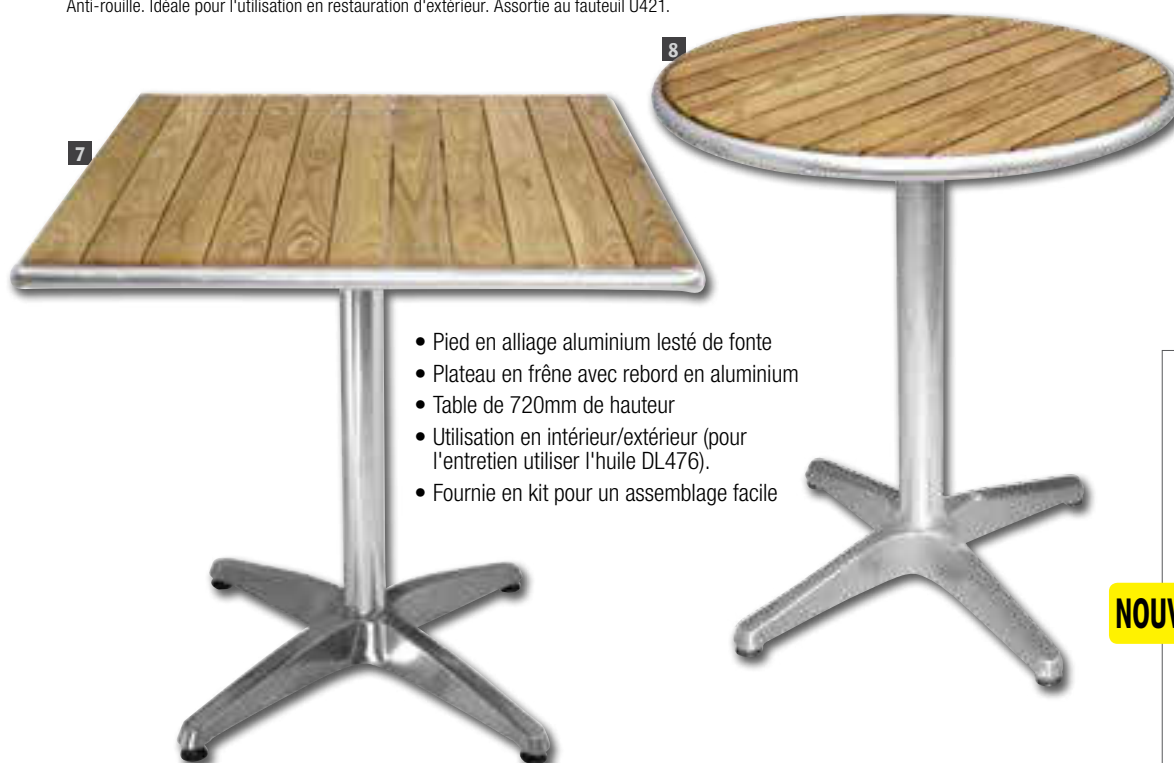 Anti-rouille. Idéale pour l'utilisation en restauration d'extérieur. Assortie au fauteuil U421.
8
7
• Pied en alliage aluminium lesté de fonte
• Plateau en frêne avec rebord en aluminium
• Table de 720mm de hauteur
• Utilisation en intérieur/extérieur (pour
l'entretien utiliser l'huile DL476).
• Fournie en kit pour un assemblage facile
NOUV